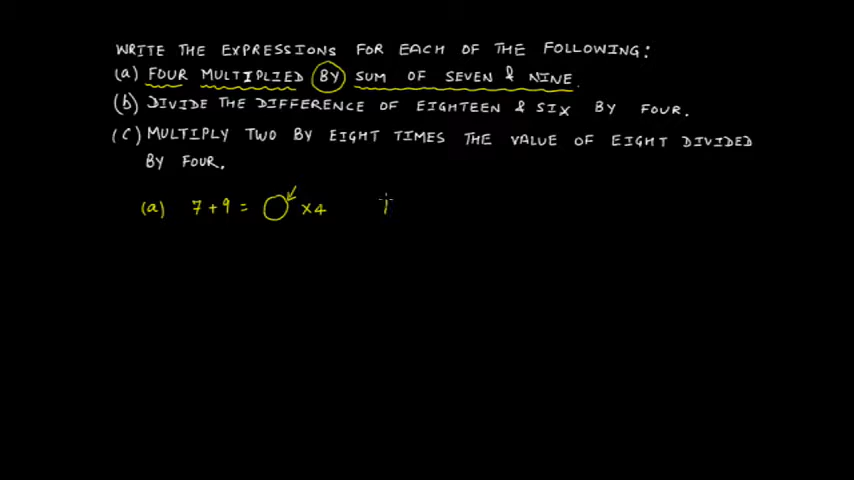 WRITE THE EXPRESSIONS FOR EACH OF THE FOLLOWING:
(a) FOUR MULTIPLIED BY SUM OF SEVEN & NINE.
(b) DIVIDE THE DIFFERENCE OF EIGHTEEN & SIX BY FOUR.
(c) MULTIPLY TWO BY EIGHT TIMES THE VALUE OF EIGHT DIVIDED
BY FOUR.
(a) 7+9 = ×4